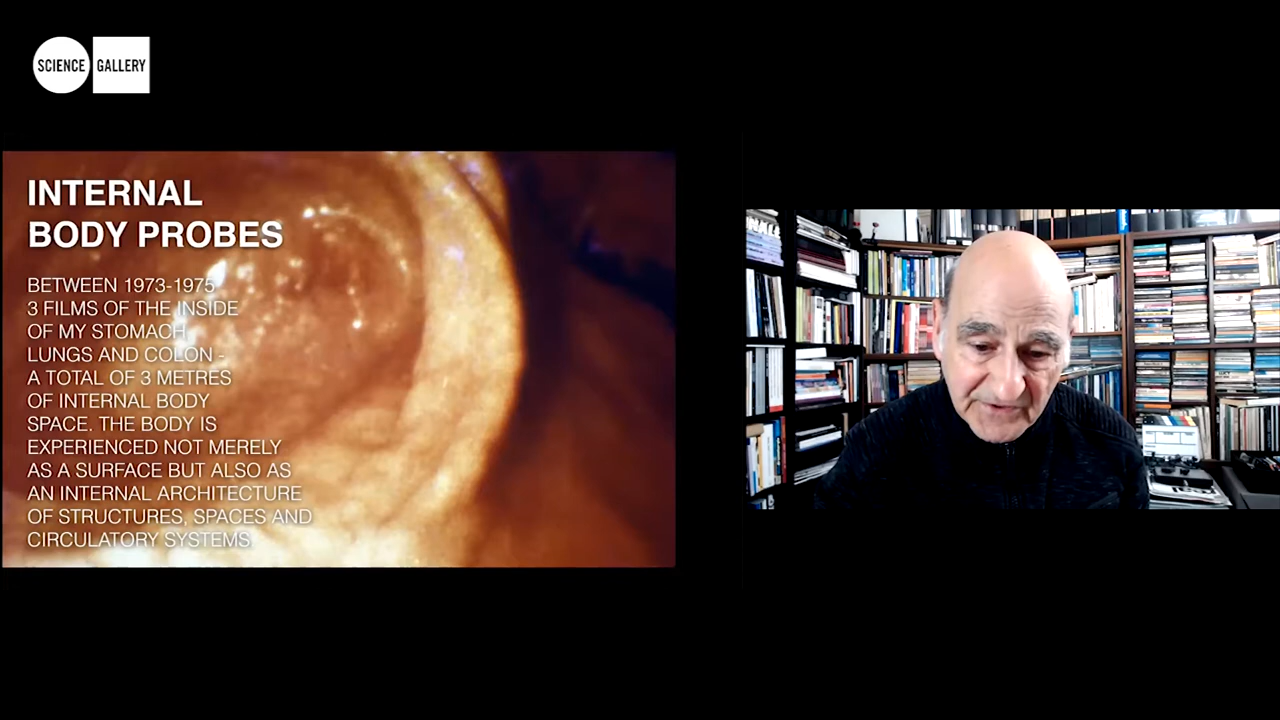 SCIENCE GALLERY
INTERNAL
BODY PROBES
BETWEEN 1973-1975
3 FILMS OF THE INSIDE
OF MY STOMACH
LUNGS AND COLON -
A TOTAL OF 3 METRES
OF INTERNAL BODY
SPACE. THE BODY IS
EXPERIENCED NOT MERELY
AS A SURFACE BUT ALSO AS
AN INTERNAL ARCHITECTURE
OF STRUCTURES, SPACES AND
CIRCULATORY SYSTEMS.